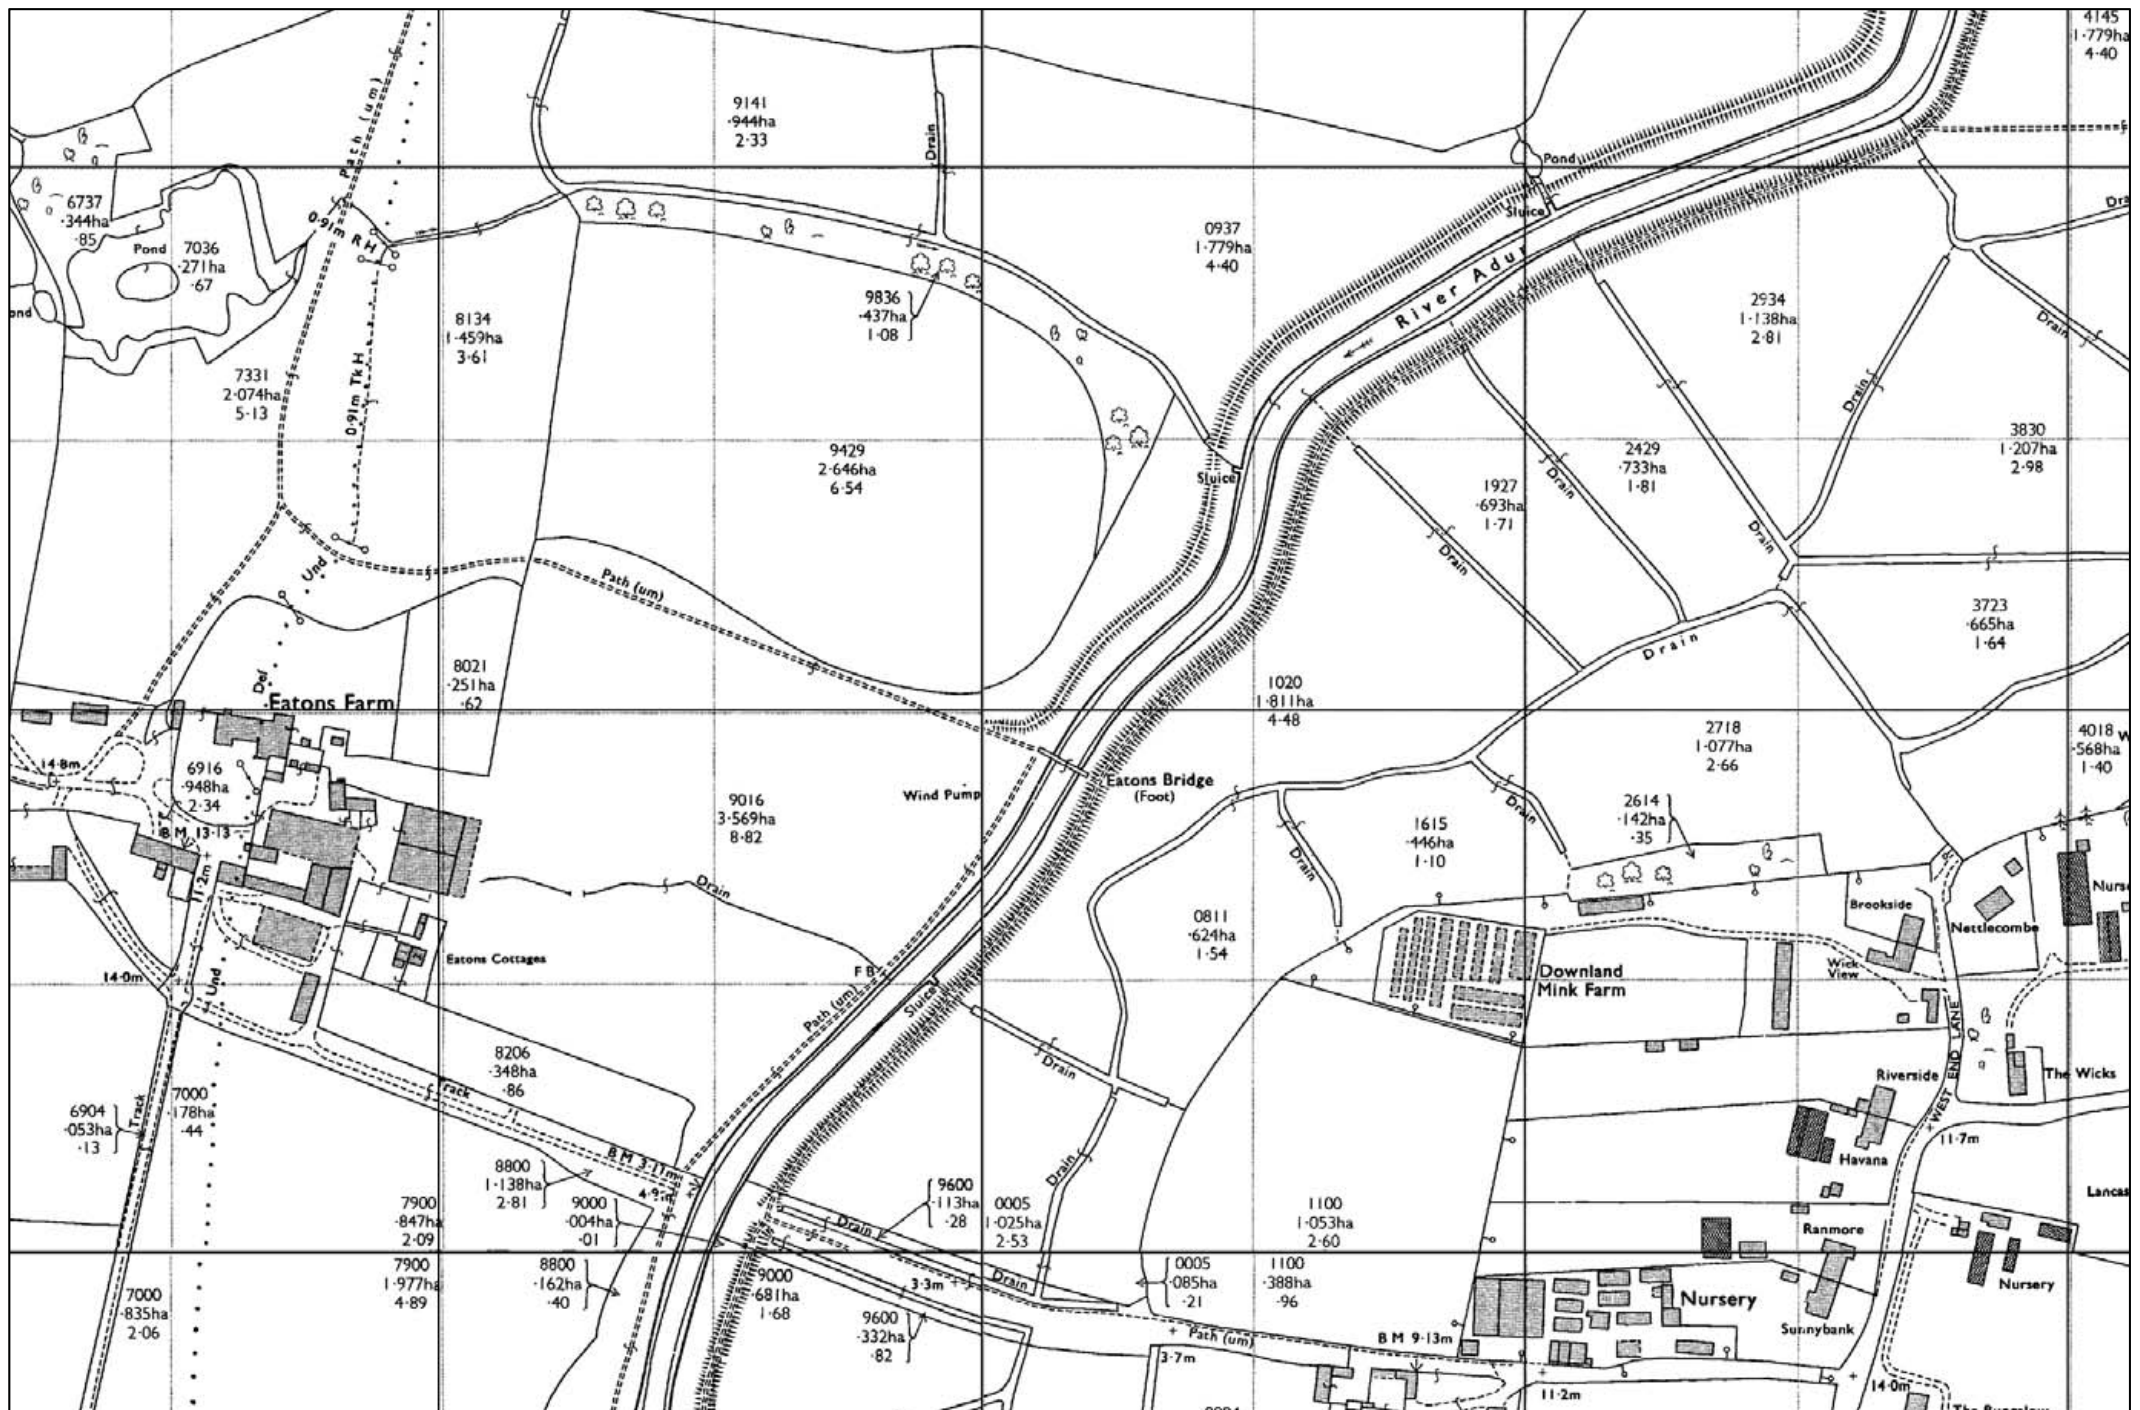 4145
1·779ha
4·40
Path (um)
9141
·944ha
2·33
Drain
Pond
Sluice
6737
·344ha
·85
0·91m RH
Pond
7036
·271ha
·67
0937
1·779ha
4·40
River Adur
9836
·437ha
1·08
2934
1·138ha
2·81
Drain
8134
1·459ha
3·61
0·91m Tk H
7331
2·074ha
5·13
Drain
9429
2·646ha
6·54
Sluice
1927
·693ha
1·71
Drain
2429
·733ha
1·81
3830
1·207ha
2·98
Drain
Drain
Und
Path (um)
3723
·665ha
1·64
Drain
Def
8021
·251ha
·62
Eatons Farm
1020
1·811ha
4·48
2718
1·077ha
2·66
4018
·568ha
1·40
14·8m
6916
·948ha
2·34
BM 13·13
11·2m
Wind Pump
9016
3·569ha
8·82
Eatons Bridge
(Foot)
Drain
1615
·446ha
1·10
2614
·142ha
·35
Drain
Drain
0811
·624ha
1·54
Brookside
Nettlecombe
Eatons Cottages
FB
14·0m
Und
Path (um)
Sluice
Downland
Mink Farm
Wick
View
8206
·348ha
·86
Track
Drain
WEST END LANE
Riverside
The Wicks
6904
·053ha
·13
Track
7000
·178ha
·44
BM 3·11m
11·7m
Havana
8800
1·138ha
2·81
7900
·847ha
2·09
9000
·004ha
·01
Drain
9600
·113ha
·28
0005
1·025ha
2·53
Drain
1100
1·053ha
2·60
Ranmore
7000
·835ha
2·06
7900
1·977ha
4·89
8800
·162ha
·40
9000
·681ha
1·68
3·3m
Drain
0005
·085ha
·21
1100
·388ha
·96
9600
·332ha
·82
Path (um)
3·7m
BM 9·13m
Nursery
Nursery
Sunnybank
11·2m
14·0m